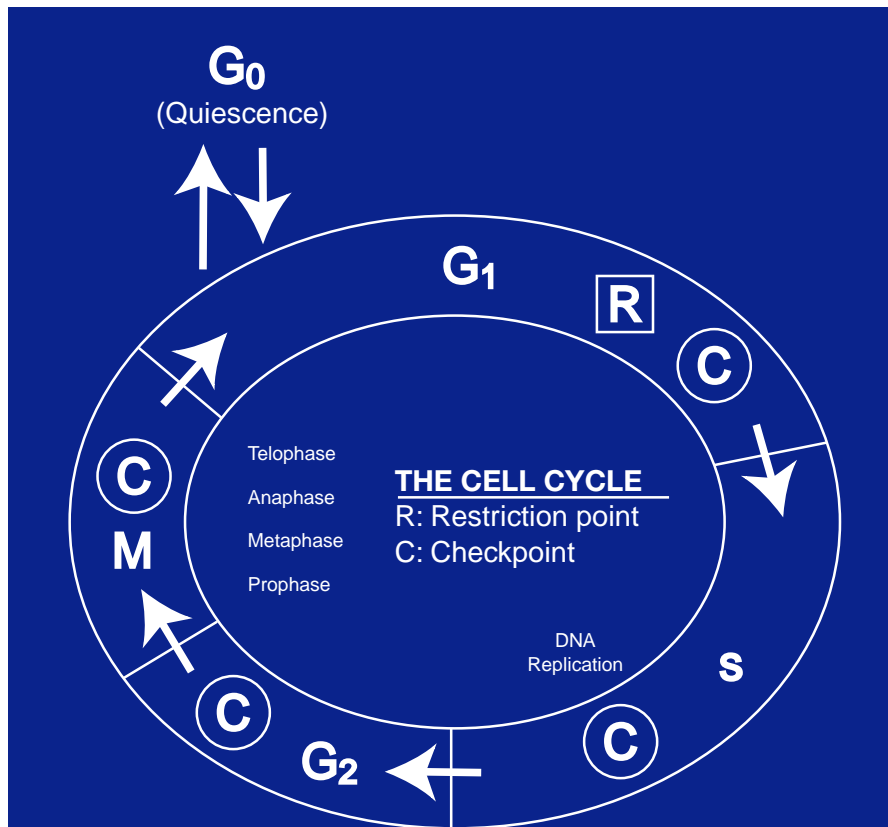 G0
(Quiescence)
G1
R
C
C
M
Telophase
Anaphase
Metaphase
Prophase
THE CELL CYCLE
R: Restriction point
C: Checkpoint
DNA
Replication
s
C
C
G2